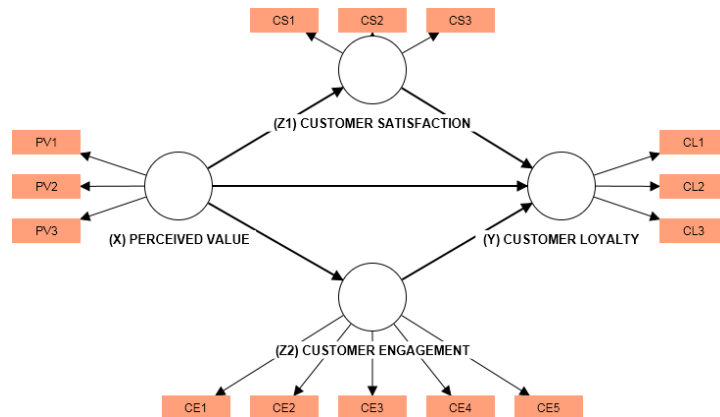 CS1
CS2
CS3
(Z1) CUSTOMER SATISFACTION
PV1
PV2
PV3
CL1
CL2
CL3
(X) PERCEIVED VALUE
(Y) CUSTOMER LOYALTY
(Z2) CUSTOMER ENGAGEMENT
CE1
CE2
CE3
CE4
CE5